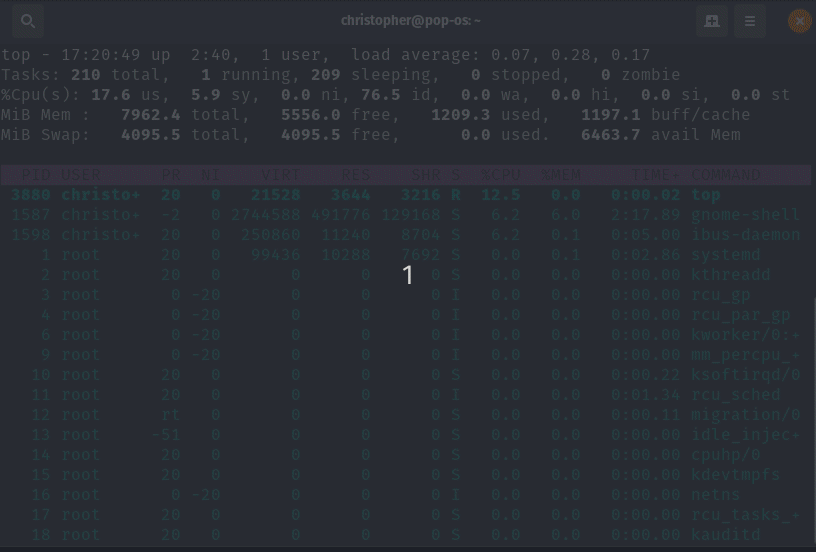 christopher@pop-os: ~
top - 17:20:49 up  2:40,  1 user,  load average: 0.07, 0.28, 0.17
Tasks: 210 total,   1 running, 209 sleeping,   0 stopped,   0 zombie
%Cpu(s): 17.6 us,  5.9 sy,  0.0 ni, 76.5 id,  0.0 wa,  0.0 hi,  0.0 si,  0.0 st
MiB Mem :   7962.4 total,   5556.0 free,   1209.3 used,   1197.1 buff/cache
MiB Swap:   4095.5 total,   4095.5 free,      0.0 used.   6463.7 avail Mem
PID USER      PR  NI    VIRT    RES    SHR S  %CPU  %MEM     TIME+ COMMAND
3880 christo+  20   0   21528   3644   3216 R  12.5   0.0   0:00.02 top
1587 christo+  -2   0 2744588 491776 129168 S   6.2   6.0   2:17.89 gnome-shell
1598 christo+  20   0  250860  11240   8704 S   6.2   0.1   0:05.00 ibus-daemon
1 root      20   0   99436  10288   7692 S   0.0   0.1   0:02.86 systemd
1
2 root      20   0       0      0      0 S   0.0   0.0   0:00.00 kthreadd
3 root       0 -20       0      0      0 I   0.0   0.0   0:00.00 rcu_gp
4 root       0 -20       0      0      0 I   0.0   0.0   0:00.00 rcu_par_gp
6 root       0 -20       0      0      0 I   0.0   0.0   0:00.00 kworker/0:+
9 root       0 -20       0      0      0 I   0.0   0.0   0:00.00 mm_percpu_+
10 root      20   0       0      0      0 S   0.0   0.0   0:00.22 ksoftirqd/0
11 root      20   0       0      0      0 I   0.0   0.0   0:01.34 rcu_sched
12 root      rt   0       0      0      0 S   0.0   0.0   0:00.11 migration/0
13 root     -51   0       0      0      0 S   0.0   0.0   0:00.00 idle_injec+
14 root      20   0       0      0      0 S   0.0   0.0   0:00.00 cpuhp/0
15 root      20   0       0      0      0 S   0.0   0.0   0:00.00 kdevtmpfs
16 root       0 -20       0      0      0 I   0.0   0.0   0:00.00 netns
17 root      20   0       0      0      0 S   0.0   0.0   0:00.00 rcu_tasks_+
18 root      20   0       0      0      0 S   0.0   0.0   0:00.00 kauditd